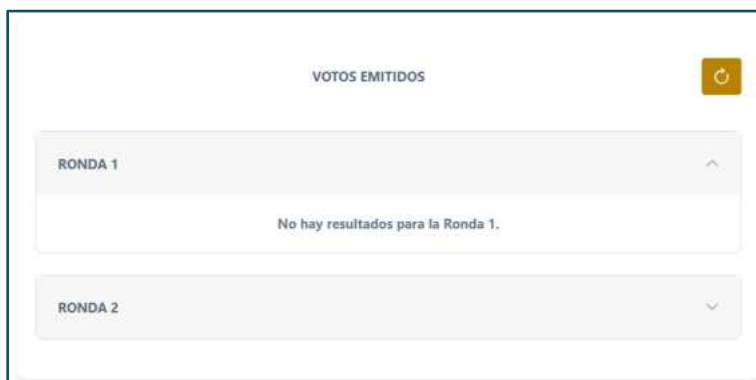 VOTOS EMITIDOS
RONDA 1
No hay resultados para la Ronda 1.
RONDA 2